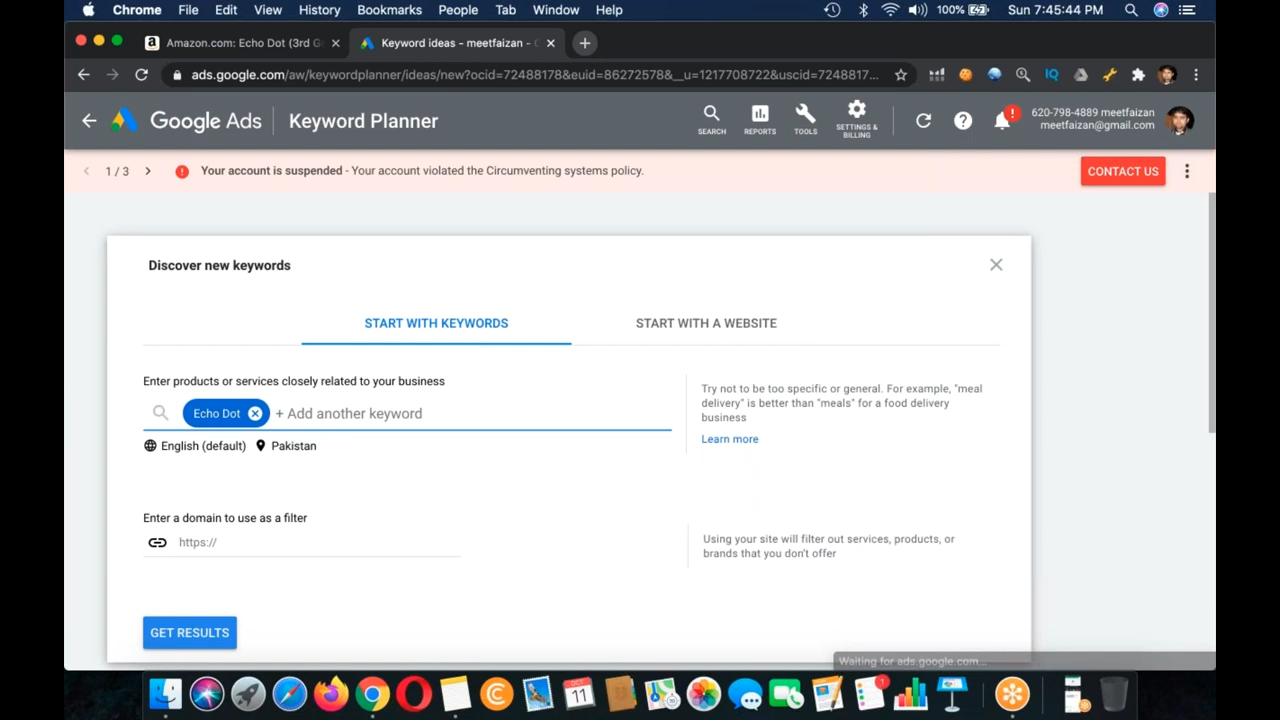 Chrome File Edit View History Bookmarks People Tab Window Help 100% Sun 7:45:44 PM
Amazon.com: Echo Dot (3rd G
Keyword ideas - meetfaizan -
ads.google.com/aw/keywordplanner/ideas/new?ocid=72488178&euid=86272578&__u=1217708722&uscid=7248817...
IQ
Google Ads
Keyword Planner
SEARCH
REPORTS
TOOLS
SETTINGS &
BILLING
!
620-798-4889 meetfaizan
meetfaizan@gmail.com
1 / 3
Your account is suspended - Your account violated the Circumventing systems policy.
CONTACT US
Discover new keywords
START WITH KEYWORDS
START WITH A WEBSITE
Enter products or services closely related to your business
Echo Dot + Add another keyword
English (default) Pakistan
Try not to be too specific or general. For example, "meal
delivery" is better than "meals" for a food delivery
business
Learn more
Enter a domain to use as a filter
https://
Using your site will filter out services, products, or
brands that you don't offer
GET RESULTS
Waiting for ads.google.com...
11
1